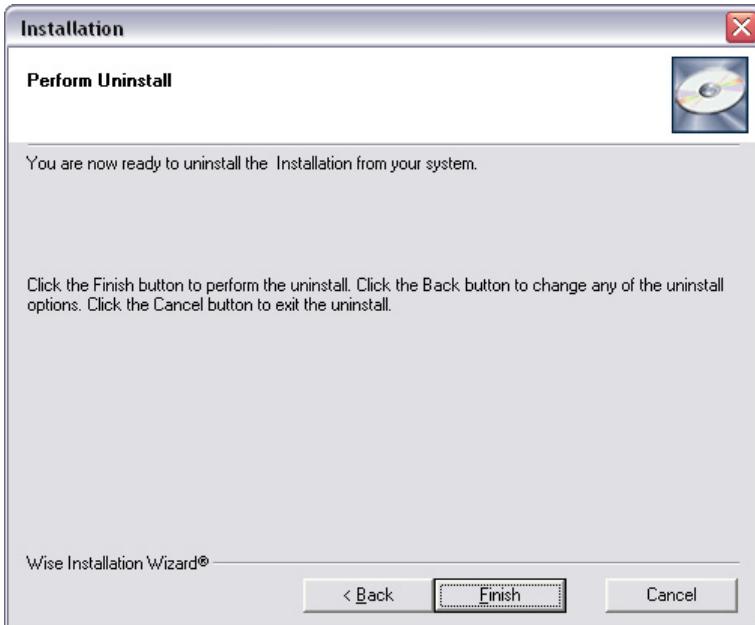 Installation
Perform Uninstall
You are now ready to uninstall the  Installation from your system.
Click the Finish button to perform the uninstall. Click the Back button to change any of the uninstall
options. Click the Cancel button to exit the uninstall.
Wise Installation Wizard®
< Back
Finish
Cancel